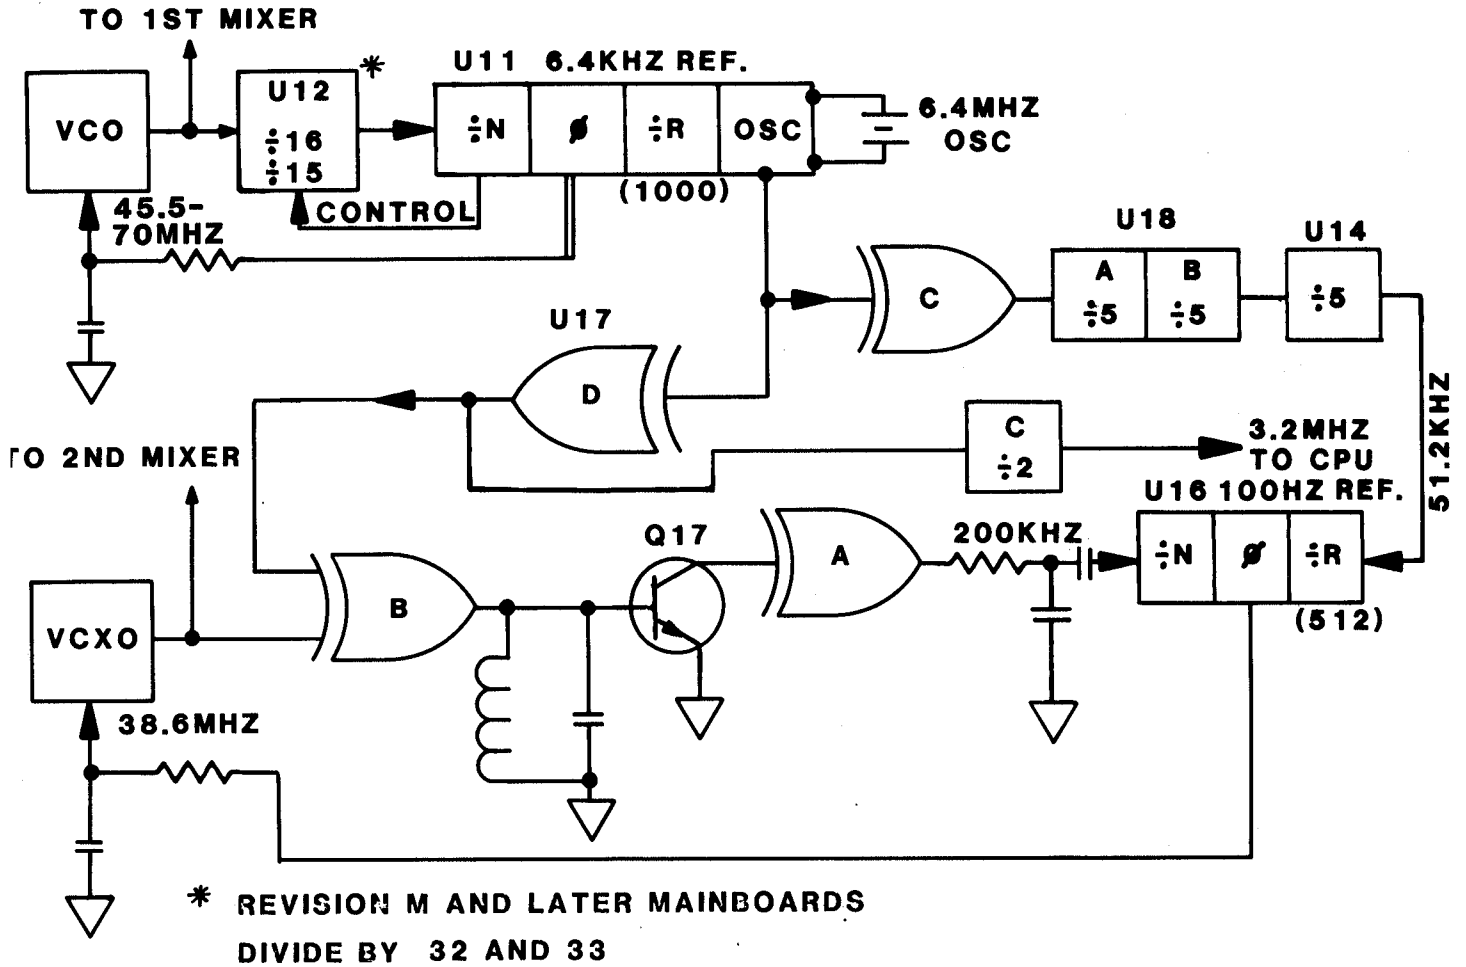 TO 1ST MIXER
*
VCO
U12
÷16
÷15
U11 6.4KHZ REF.
÷N
ø
÷R
OSC
(1000)
6.4MHZ
OSC
CONTROL
45.5-
70MHZ
U18
A
÷5
B
÷5
U14
÷5
C
U17
D
51.2KHZ
C
÷2
3.2MHZ
TO CPU
TO 2ND MIXER
U16 100HZ REF.
÷N
ø
÷R
(512)
200KHZ
A
Q17
B
VCXO
38.6MHZ
* REVISION M AND LATER MAINBOARDS
DIVIDE BY 32 AND 33